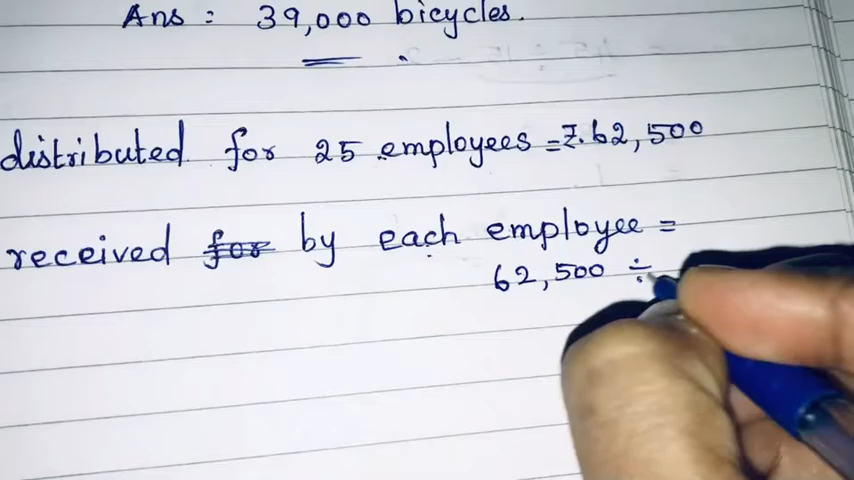 Ans : 39,000 bicycles.
distributed for 25 employees = ₹. 62,500
received for by each employee =
62,500 ÷